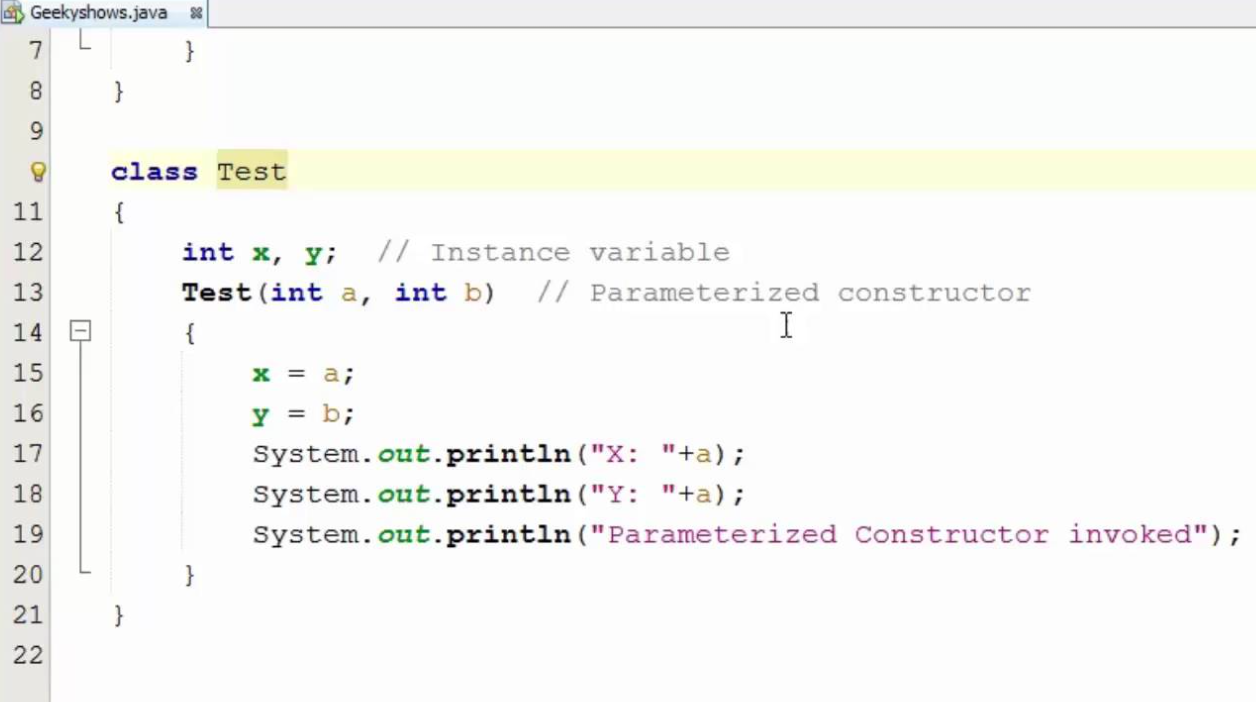 Geekyshows.java
7 }
8 }
9
class Test
11 {
12 int x, y; // Instance variable
13 Test(int a, int b) // Parameterized constructor
14 {
15 x = a;
16 y = b;
17 System.out.println("X: "+a);
18 System.out.println("Y: "+a);
19 System.out.println("Parameterized Constructor invoked");
20 }
21 }
22